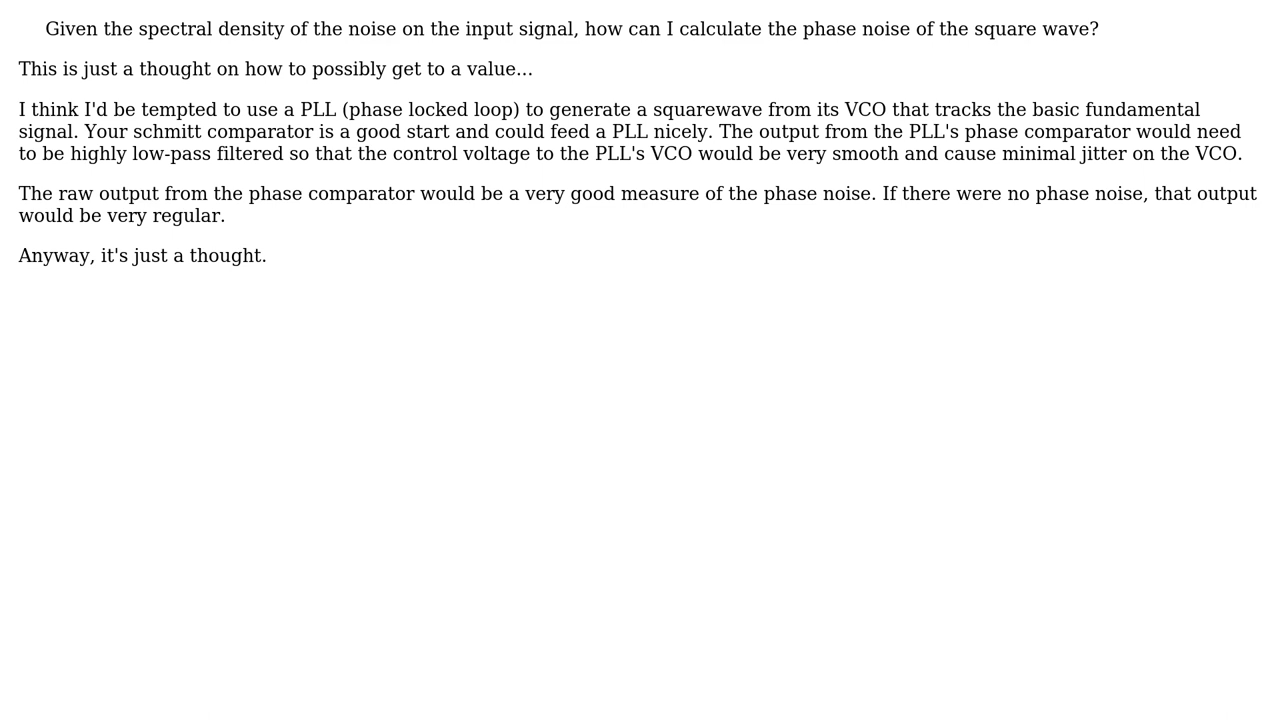 Given the spectral density of the noise on the input signal, how can I calculate the phase noise of the square wave?
This is just a thought on how to possibly get to a value...
I think I'd be tempted to use a PLL (phase locked loop) to generate a squarewave from its VCO that tracks the basic fundamental
signal. Your schmitt comparator is a good start and could feed a PLL nicely. The output from the PLL's phase comparator would need
to be highly low-pass filtered so that the control voltage to the PLL's VCO would be very smooth and cause minimal jitter on the VCO.
The raw output from the phase comparator would be a very good measure of the phase noise. If there were no phase noise, that output
would be very regular.
Anyway, it's just a thought.